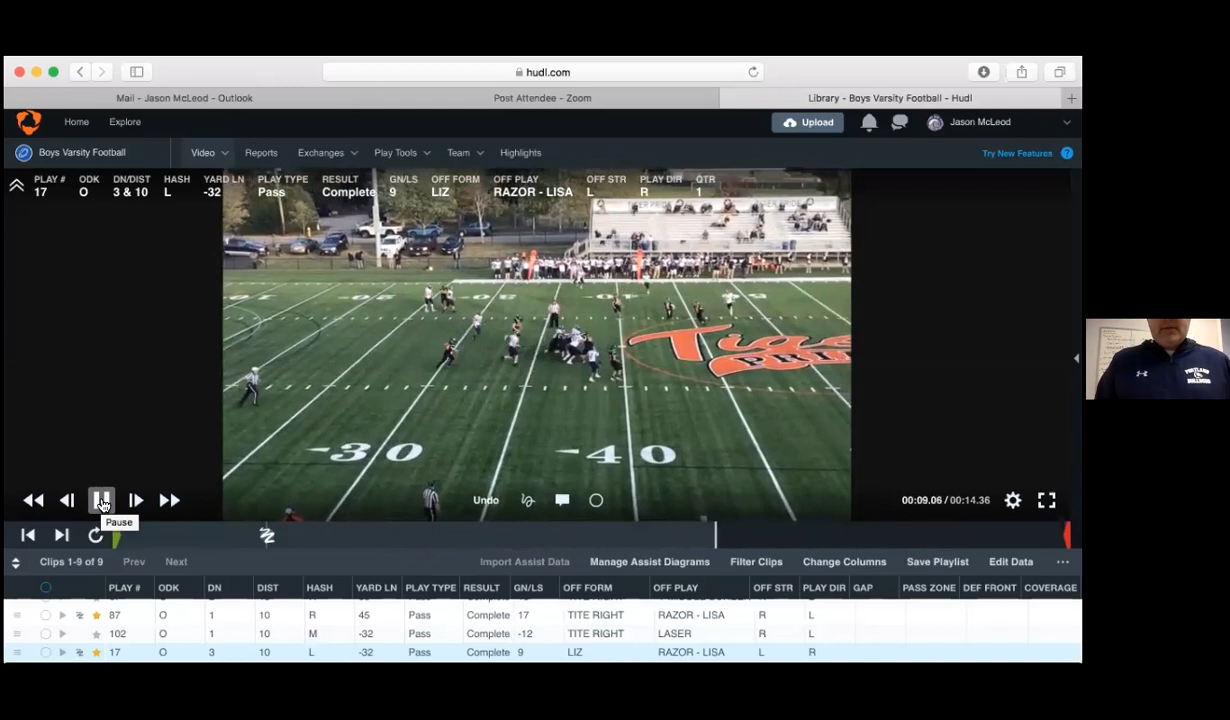 hudl.com
Mail - Jason McLeod - Outlook
Post Attendee - Zoom
Library - Boys Varsity Football - Hudl
Home
Explore
Upload
Jason McLeod
Boys Varsity Football
Video
Reports
Exchanges
Play Tools
Team
Highlights
Try New Features
PLAY # ODK DN/DIST HASH YARD LN PLAY TYPE RESULT GN/LS OFF FORM OFF PLAY OFF STR PLAY DIR QTR
17 O 3 & 10 L -32 Pass Complete 9 LIZ RAZOR - LISA L R 1
PRI
30
40
Undo
00:09.06 / 00:14.36
Pause
Clips 1-9 of 9
Prev
Next
Import Assist Data
Manage Assist Diagrams
Filter Clips
Change Columns
Save Playlist
Edit Data
PLAY # ODK DN DIST HASH YARD LN PLAY TYPE RESULT GN/LS OFF FORM OFF PLAY OFF STR PLAY DIR GAP PASS ZONE DEF FRONT COVERAGE
87 O 1 10 R 45 Pass Complete 17 TITE RIGHT RAZOR - LISA R L
102 O 1 10 M -32 Pass Complete -12 TITE RIGHT LASER R L
17 O 3 10 L -32 Pass Complete 9 LIZ RAZOR - LISA L R